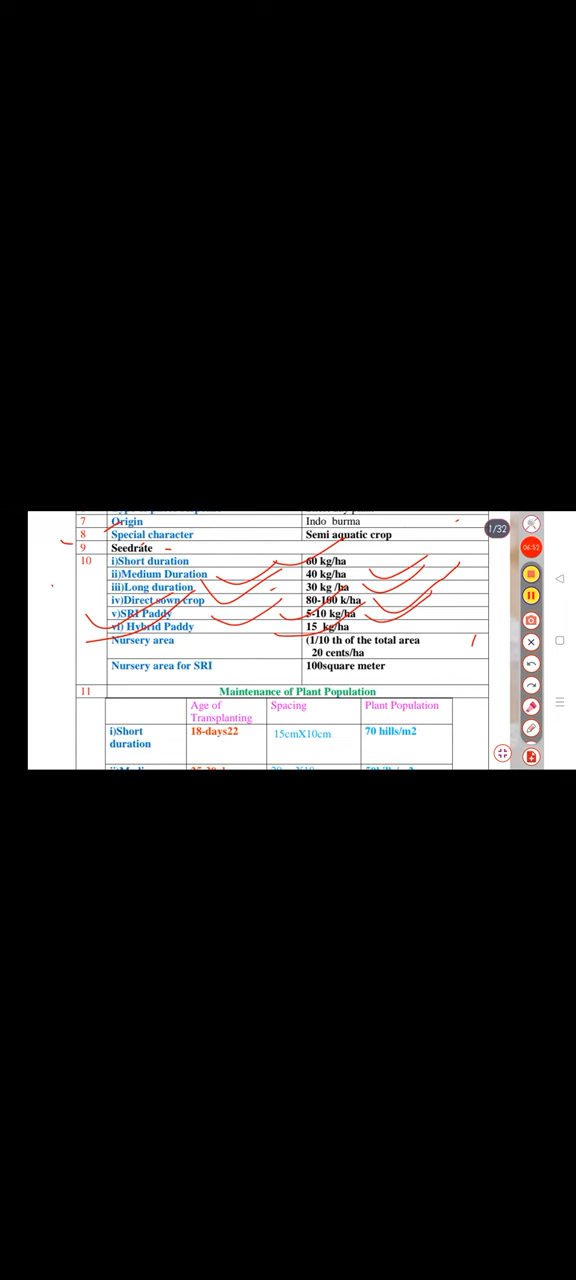 7 Origin Indo burma
8 Special character Semi aquatic crop
9 Seedrate
10 i)Short duration 60 kg/ha
ii)Medium Duration 40 kg/ha
iii)Long duration 30 kg /ha
iv)Direct sown crop 80-100 k/ha
v)SRI Paddy 5-10 kg/ha
vi) Hybrid Paddy 15 kg/ha
Nursery area (1/10 th of the total area
20 cents/ha
Nursery area for SRI 100square meter
11 Maintenance of Plant Population
Age of Spacing Plant Population
Transplanting
i)Short 18-days22 15cmX10cm 70 hills/m2
duration
1/32
06:52